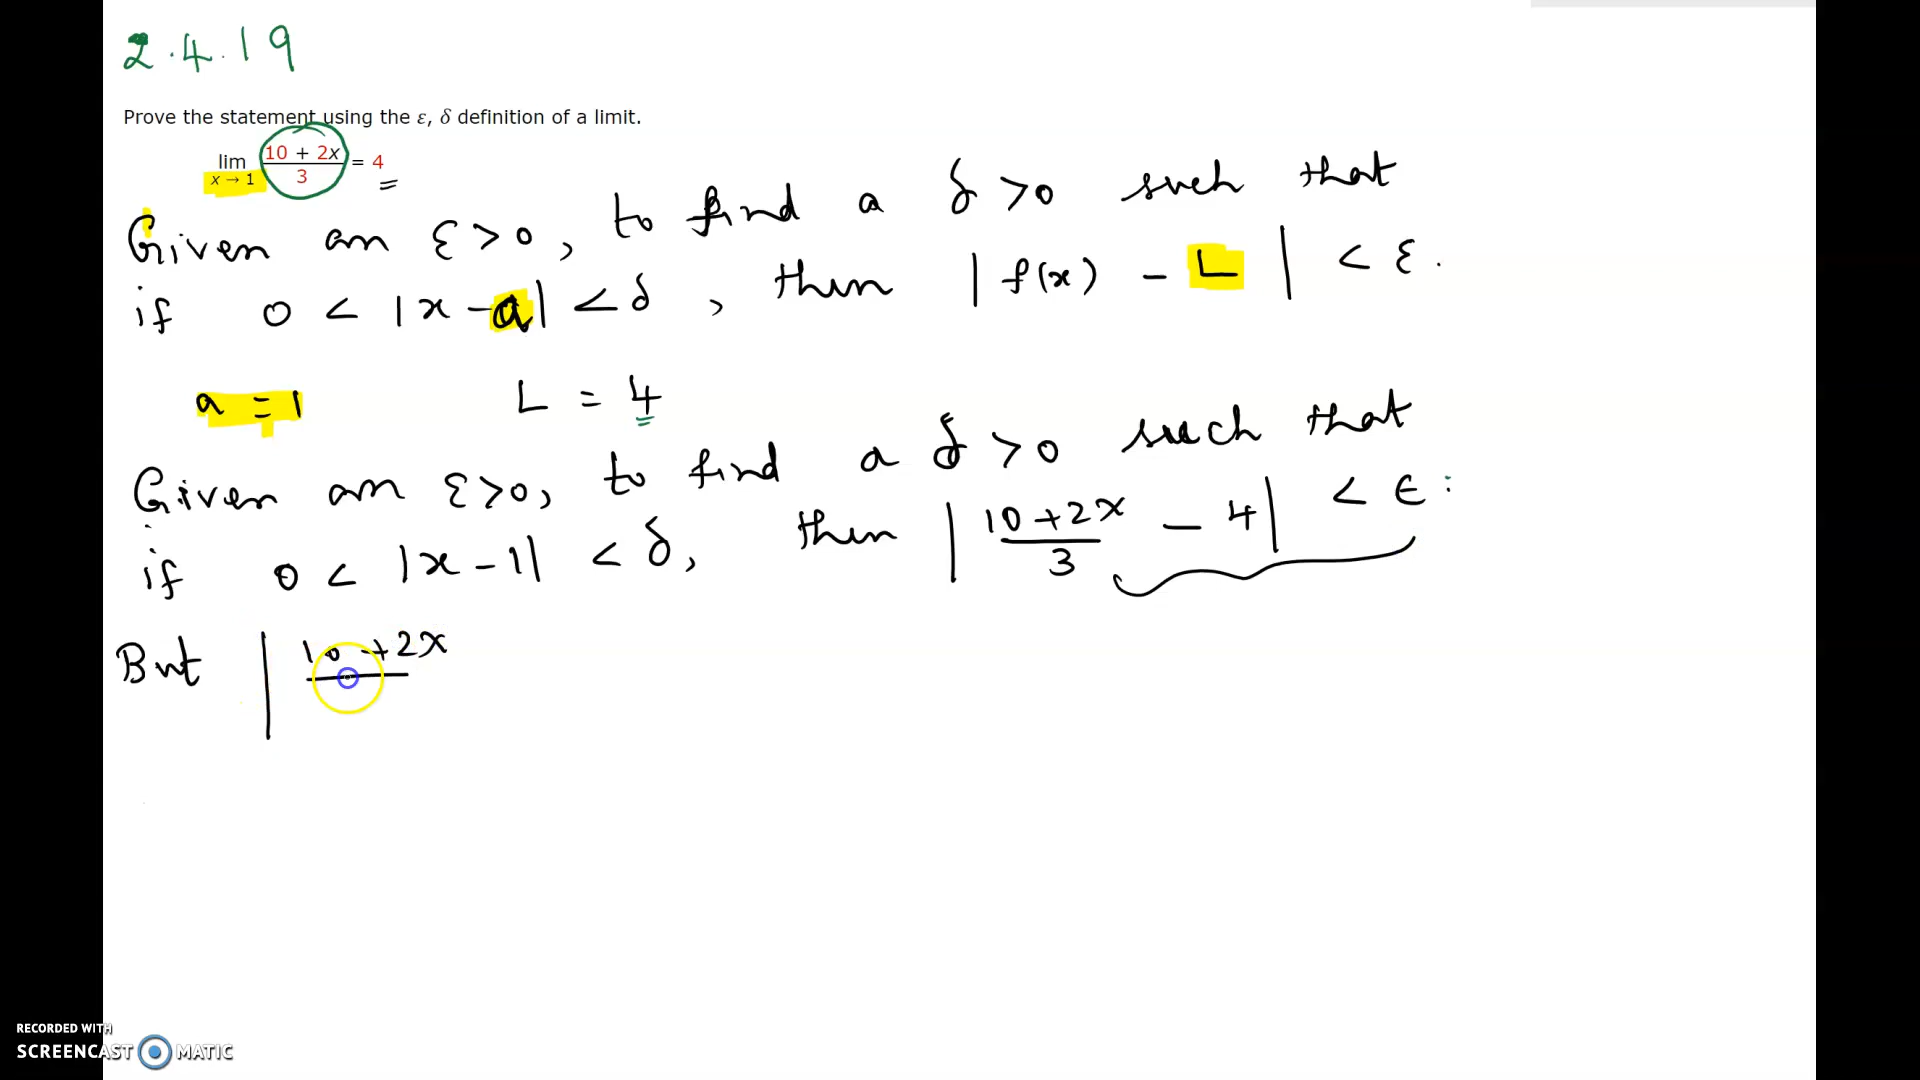 2.4.19
Prove the statement using the ε, δ definition of a limit.
lim x → 1 (10 + 2x)/3 = 4
Given an ε > 0, to find a δ > 0 such that
if 0 < |x - a| < δ, then |f(x) - L| < ε.
a = 1 L = 4
Given an ε > 0, to find a δ > 0 such that
if 0 < |x - 1| < δ, then |(10 + 2x)/3 - 4| < ε:
But | 10 + 2x
RECORDED WITH
SCREENCAST MATIC